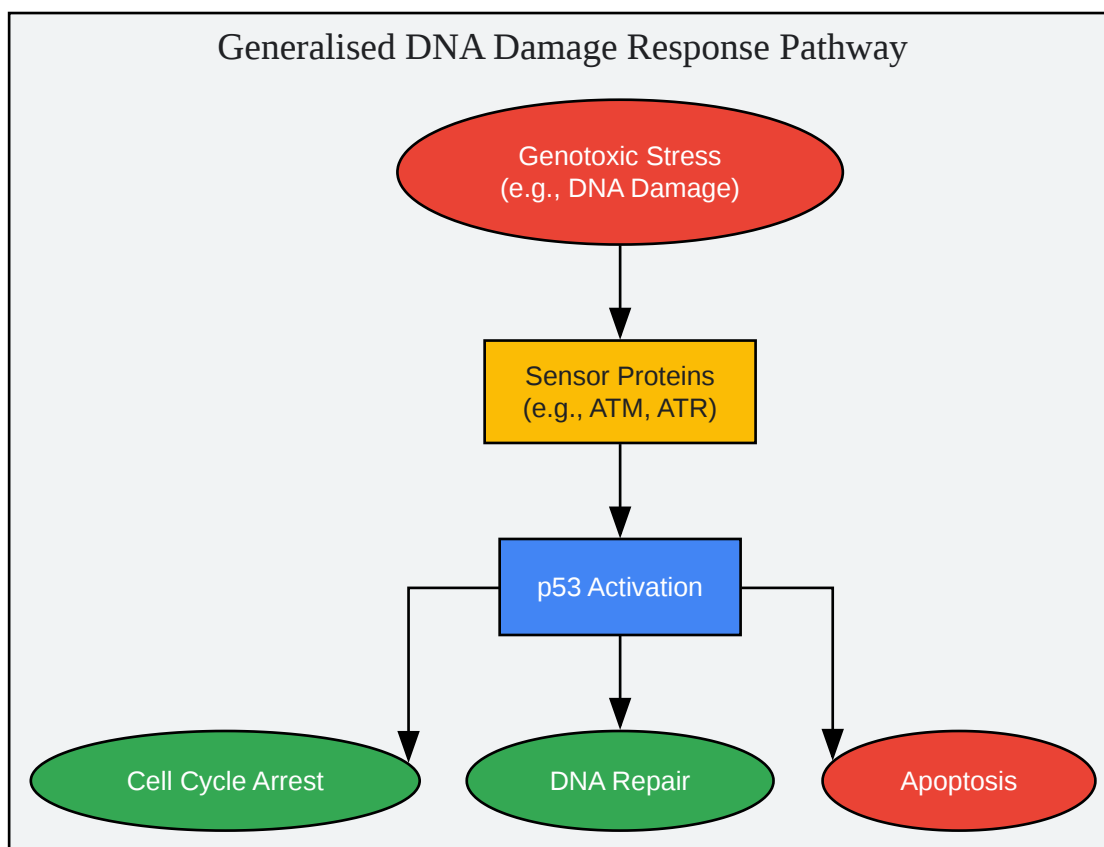 Generalised DNA Damage Response Pathway
Genotoxic Stress
(e.g., DNA Damage)
Sensor Proteins
(e.g., ATM, ATR)
p53 Activation
Cell Cycle Arrest
DNA Repair
Apoptosis